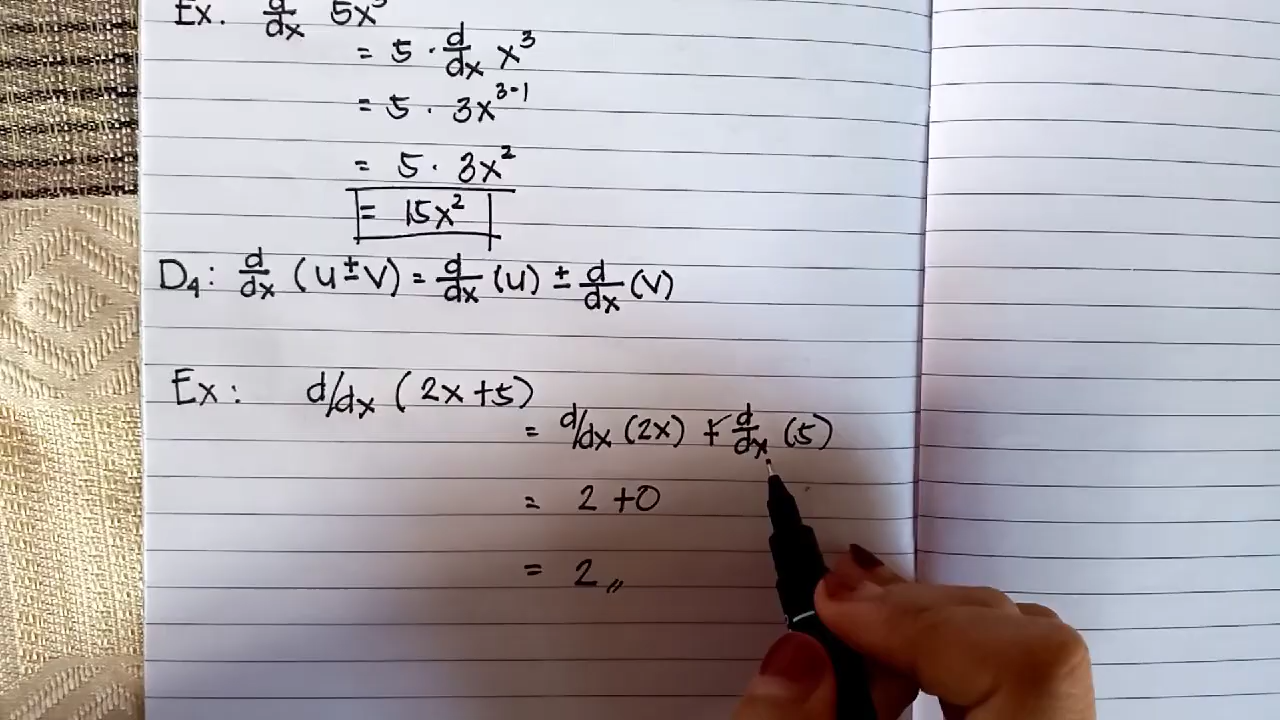 Ex. d/dx 5x³
= 5 · d/dx x³
= 5 · 3x³⁻¹
= 5 · 3x²
= 15x²
D₄: d/dx (u ± v) = d/dx (u) ± d/dx (v)
Ex: d/dx (2x+5)
= d/dx (2x) + d/dx (5)
= 2 + 0
= 2 //